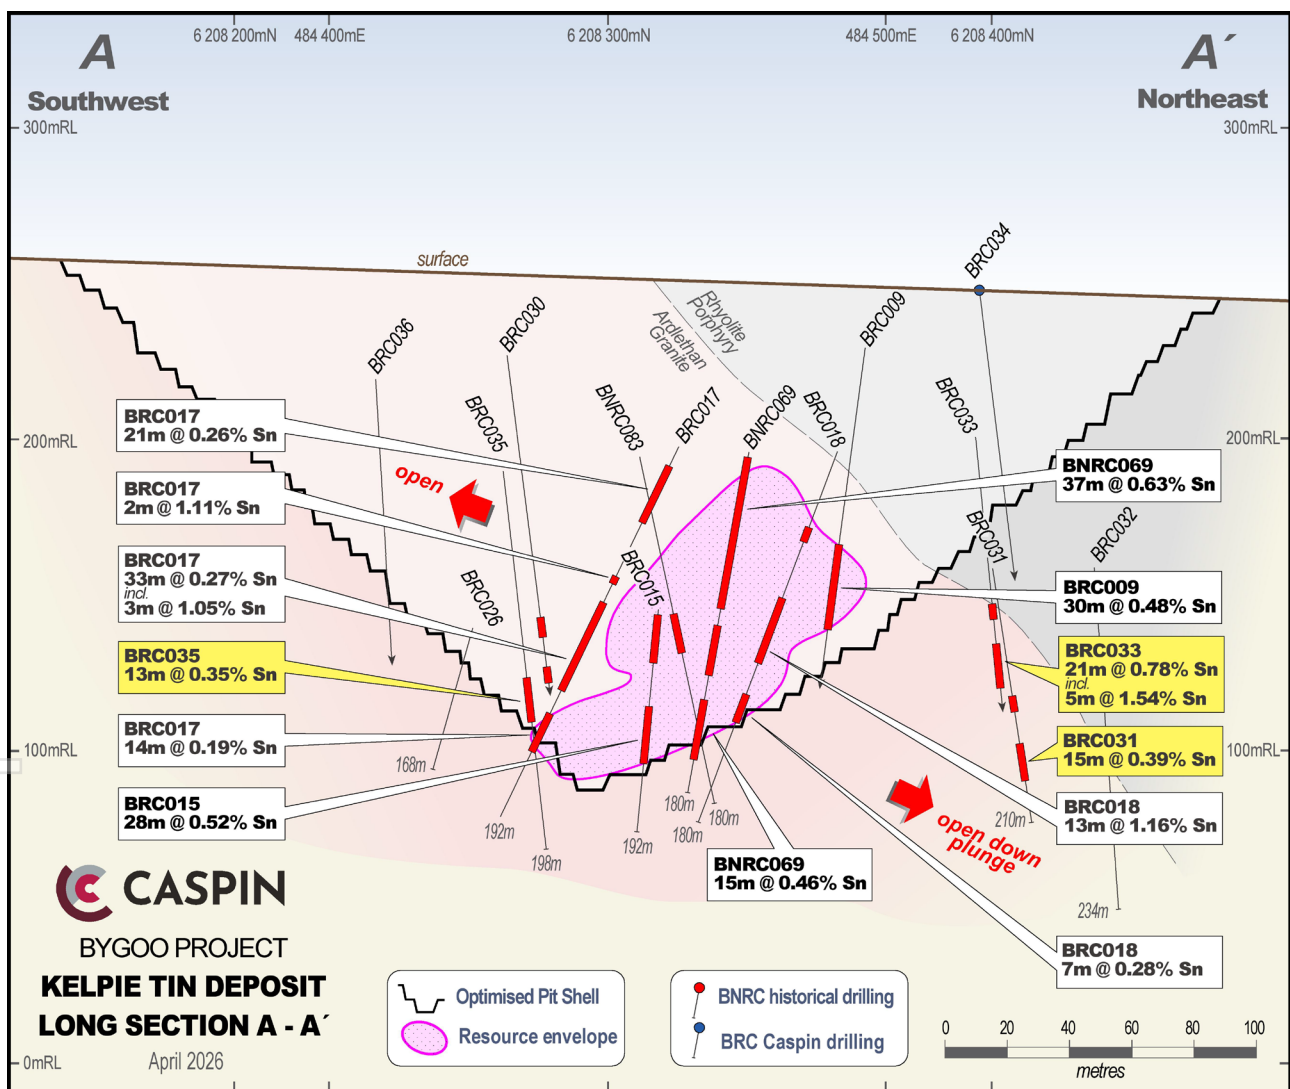 6 208 200mN
484 400mE
6 208 300mN
484 500mE
6 208 400mN
A
A´
Southwest
Northeast
300mRL
300mRL
surface
BRC034
BRC030
BRC009
BRC036
Rhyolite
Porphyry
Ardlethan
Granite
BRC035
BNRC083
BRC017
BNRC069
BRC018
BRC033
200mRL
200mRL
BRC017
21m @ 0.26% Sn
open
BNRC069
37m @ 0.63% Sn
BRC017
2m @ 1.11% Sn
BRC031
BRC032
BRC017
33m @ 0.27% Sn
incl.
3m @ 1.05% Sn
BRC026
BRC015
BRC009
30m @ 0.48% Sn
BRC035
13m @ 0.35% Sn
BRC033
21m @ 0.78% Sn
incl.
5m @ 1.54% Sn
BRC017
14m @ 0.19% Sn
100mRL
100mRL
168m
BRC031
15m @ 0.39% Sn
BRC015
28m @ 0.52% Sn
192m
198m
192m
180m
180m
180m
210m
open down
plunge
BRC018
13m @ 1.16% Sn
BNRC069
15m @ 0.46% Sn
234m
BRC018
7m @ 0.28% Sn
CASPIN
BYGOO PROJECT
KELPIE TIN DEPOSIT
LONG SECTION A - A´
April 2026
0mRL
Optimised Pit Shell
Resource envelope
BNRC historical drilling
BRC Caspin drilling
0 20 40 60 80 100
metres